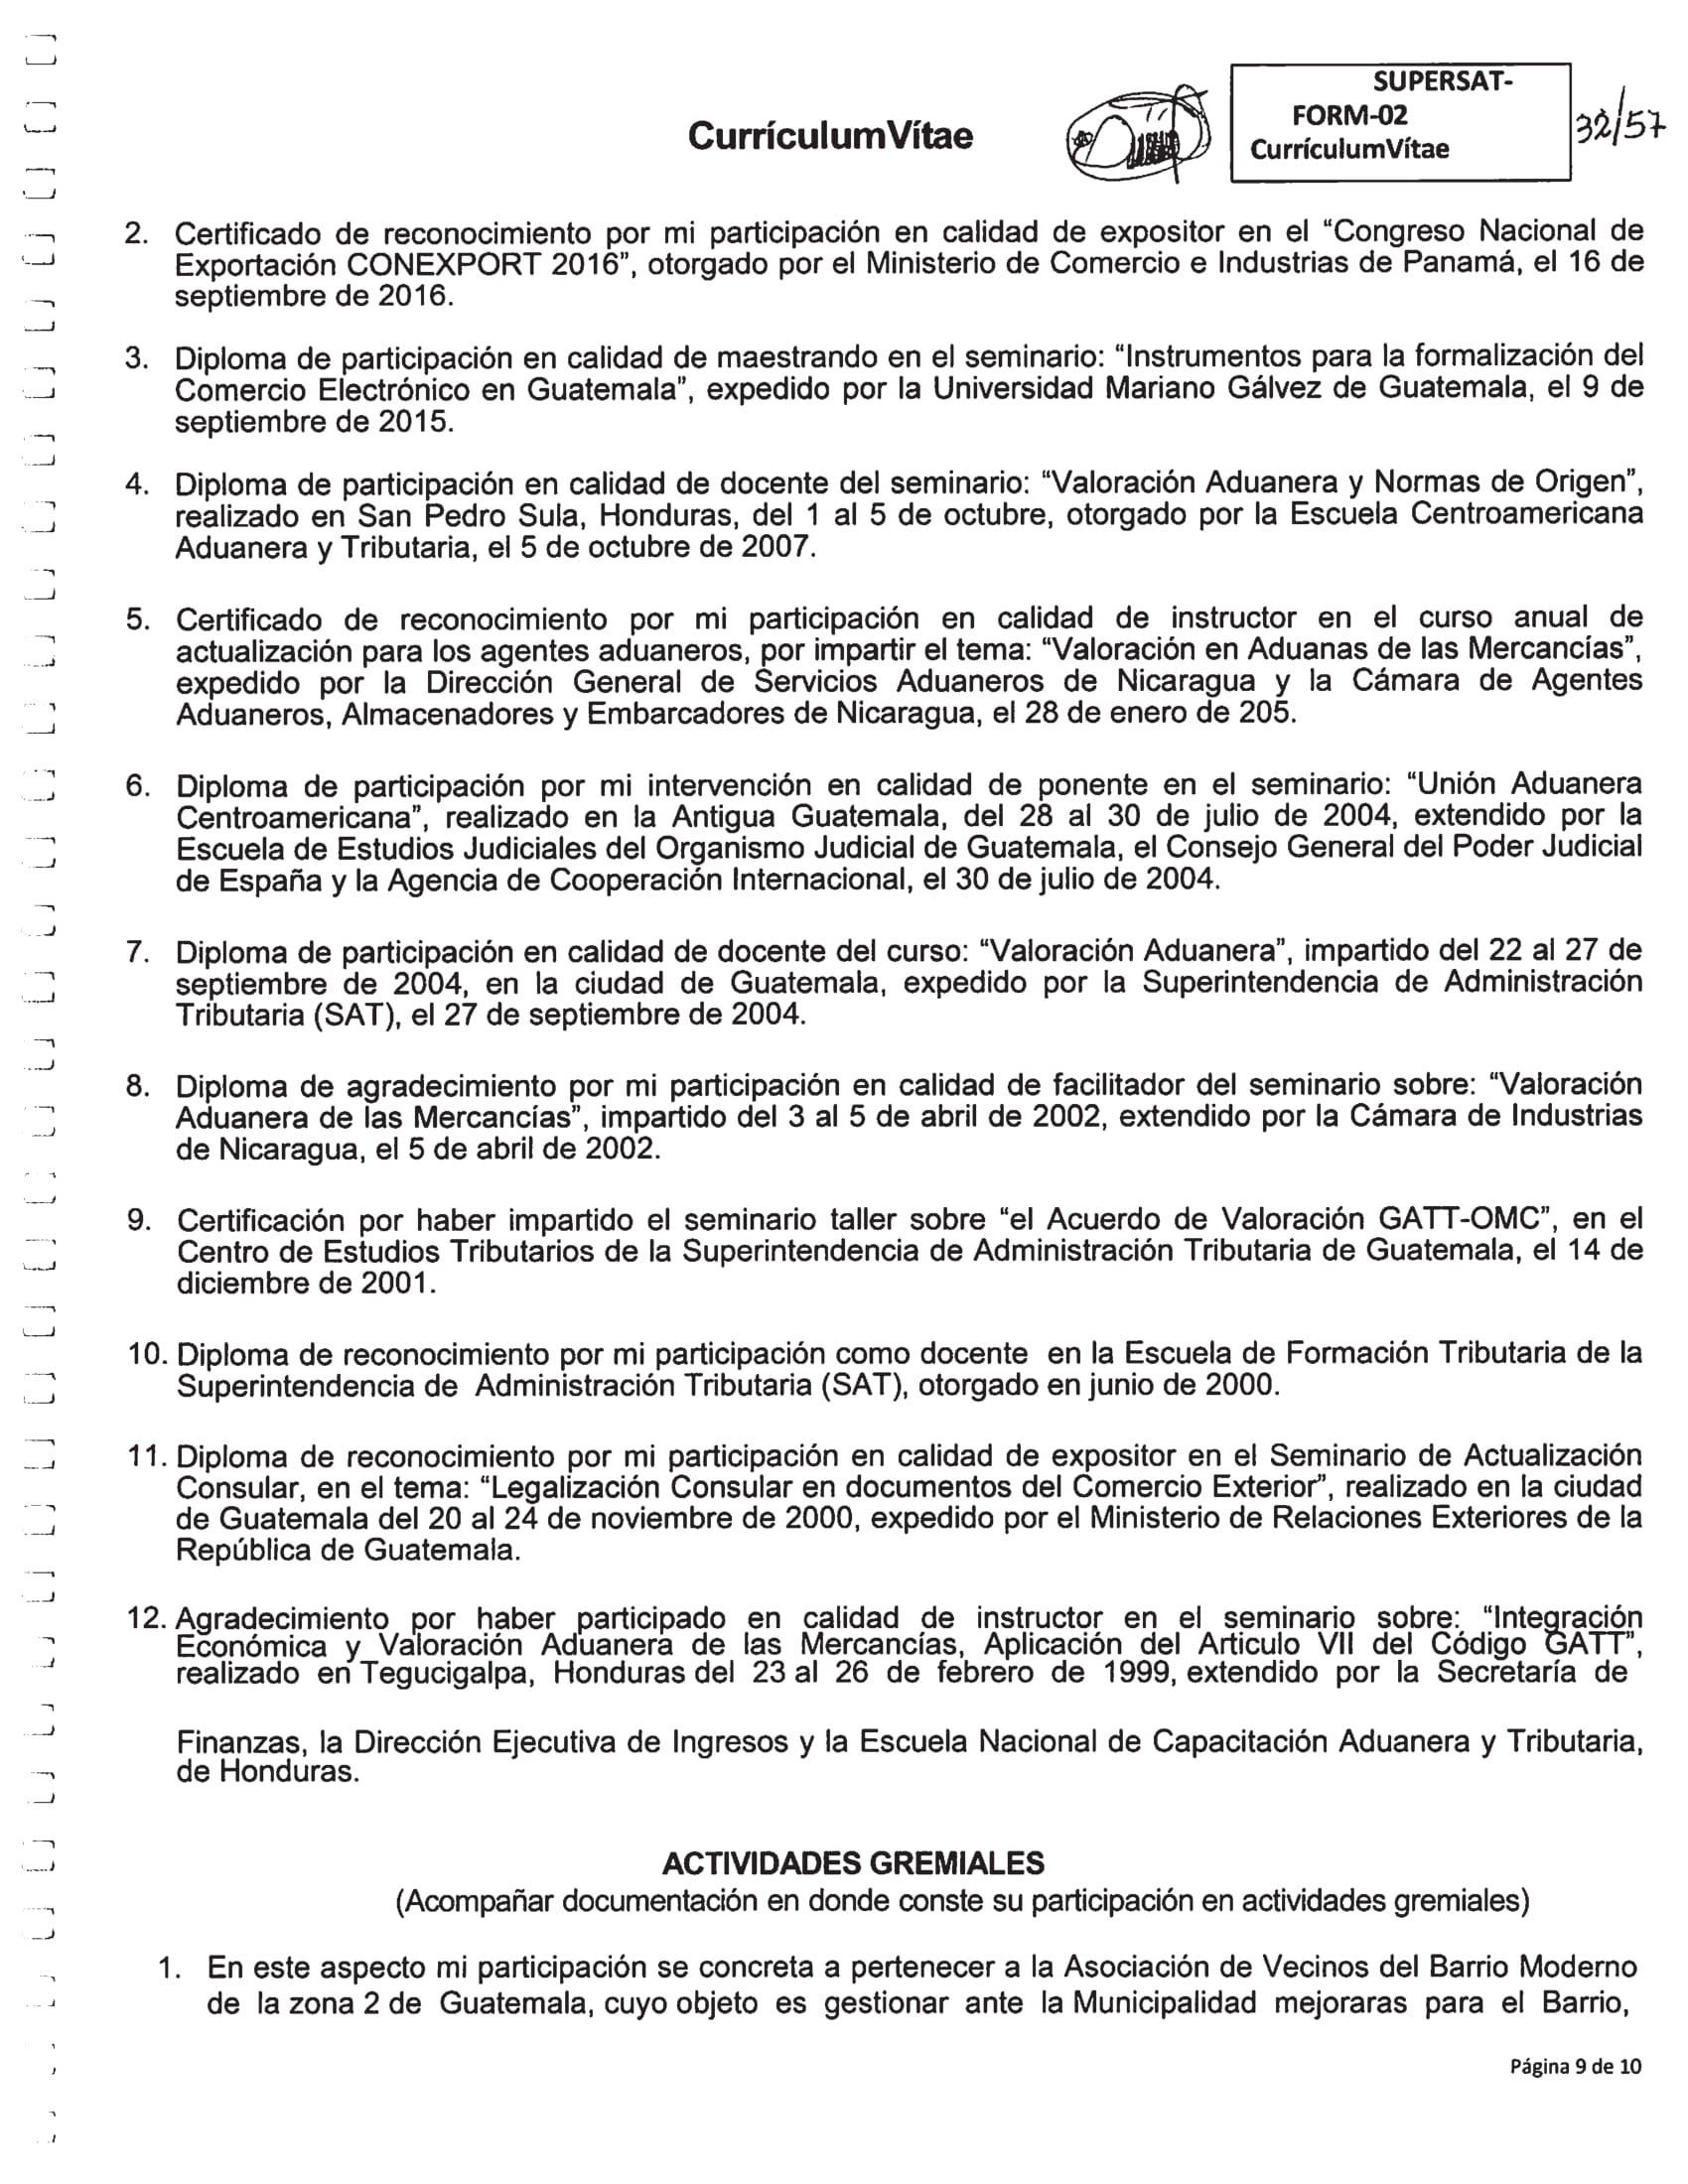 SUPERSAT-
FORM-02
CurrículumVítae
32/57
CurrículumVítae
2. Certificado de reconocimiento por mi participación en calidad de expositor en el “Congreso Nacional de
Exportación CONEXPORT 2016”, otorgado por el Ministerio de Comercio e Industrias de Panamá, el 16 de
septiembre de 2016.
3. Diploma de participación en calidad de maestrando en el seminario: “Instrumentos para la formalización del
Comercio Electrónico en Guatemala”, expedido por la Universidad Mariano Gálvez de Guatemala, el 9 de
septiembre de 2015.
4. Diploma de participación en calidad de docente del seminario: “Valoración Aduanera y Normas de Origen”,
realizado en San Pedro Sula, Honduras, del 1 al 5 de octubre, otorgado por la Escuela Centroamericana
Aduanera y Tributaria, el 5 de octubre de 2007.
5. Certificado de reconocimiento por mi participación en calidad de instructor en el curso anual de
actualización para los agentes aduaneros, por impartir el tema: “Valoración en Aduanas de las Mercancías”,
expedido por la Dirección General de Servicios Aduaneros de Nicaragua y la Cámara de Agentes
Aduaneros, Almacenadores y Embarcadores de Nicaragua, el 28 de enero de 205.
6. Diploma de participación por mi intervención en calidad de ponente en el seminario: “Unión Aduanera
Centroamericana”, realizado en la Antigua Guatemala, del 28 al 30 de julio de 2004, extendido por la
Escuela de Estudios Judiciales del Organismo Judicial de Guatemala, el Consejo General del Poder Judicial
de España y la Agencia de Cooperación Internacional, el 30 de julio de 2004.
7. Diploma de participación en calidad de docente del curso: “Valoración Aduanera”, impartido del 22 al 27 de
septiembre de 2004, en la ciudad de Guatemala, expedido por la Superintendencia de Administración
Tributaria (SAT), el 27 de septiembre de 2004.
8. Diploma de agradecimiento por mi participación en calidad de facilitador del seminario sobre: “Valoración
Aduanera de las Mercancías”, impartido del 3 al 5 de abril de 2002, extendido por la Cámara de Industrias
de Nicaragua, el 5 de abril de 2002.
9. Certificación por haber impartido el seminario taller sobre “el Acuerdo de Valoración GATT-OMC”, en el
Centro de Estudios Tributarios de la Superintendencia de Administración Tributaria de Guatemala, el 14 de
diciembre de 2001.
10. Diploma de reconocimiento por mi participación como docente en la Escuela de Formación Tributaria de la
Superintendencia de Administración Tributaria (SAT), otorgado en junio de 2000.
11. Diploma de reconocimiento por mi participación en calidad de expositor en el Seminario de Actualización
Consular, en el tema: “Legalización Consular en documentos del Comercio Exterior”, realizado en la ciudad
de Guatemala del 20 al 24 de noviembre de 2000, expedido por el Ministerio de Relaciones Exteriores de la
República de Guatemala.
12. Agradecimiento por haber participado en calidad de instructor en el seminario sobre: “Integración
Económica y Valoración Aduanera de las Mercancías, Aplicación del Articulo VII del Código GATT”,
realizado en Tegucigalpa, Honduras del 23 al 26 de febrero de 1999, extendido por la Secretaría de
Finanzas, la Dirección Ejecutiva de Ingresos y la Escuela Nacional de Capacitación Aduanera y Tributaria,
de Honduras.
ACTIVIDADES GREMIALES
(Acompañar documentación en donde conste su participación en actividades gremiales)
1. En este aspecto mi participación se concreta a pertenecer a la Asociación de Vecinos del Barrio Moderno
de la zona 2 de Guatemala, cuyo objeto es gestionar ante la Municipalidad mejoraras para el Barrio,
Página 9 de 10